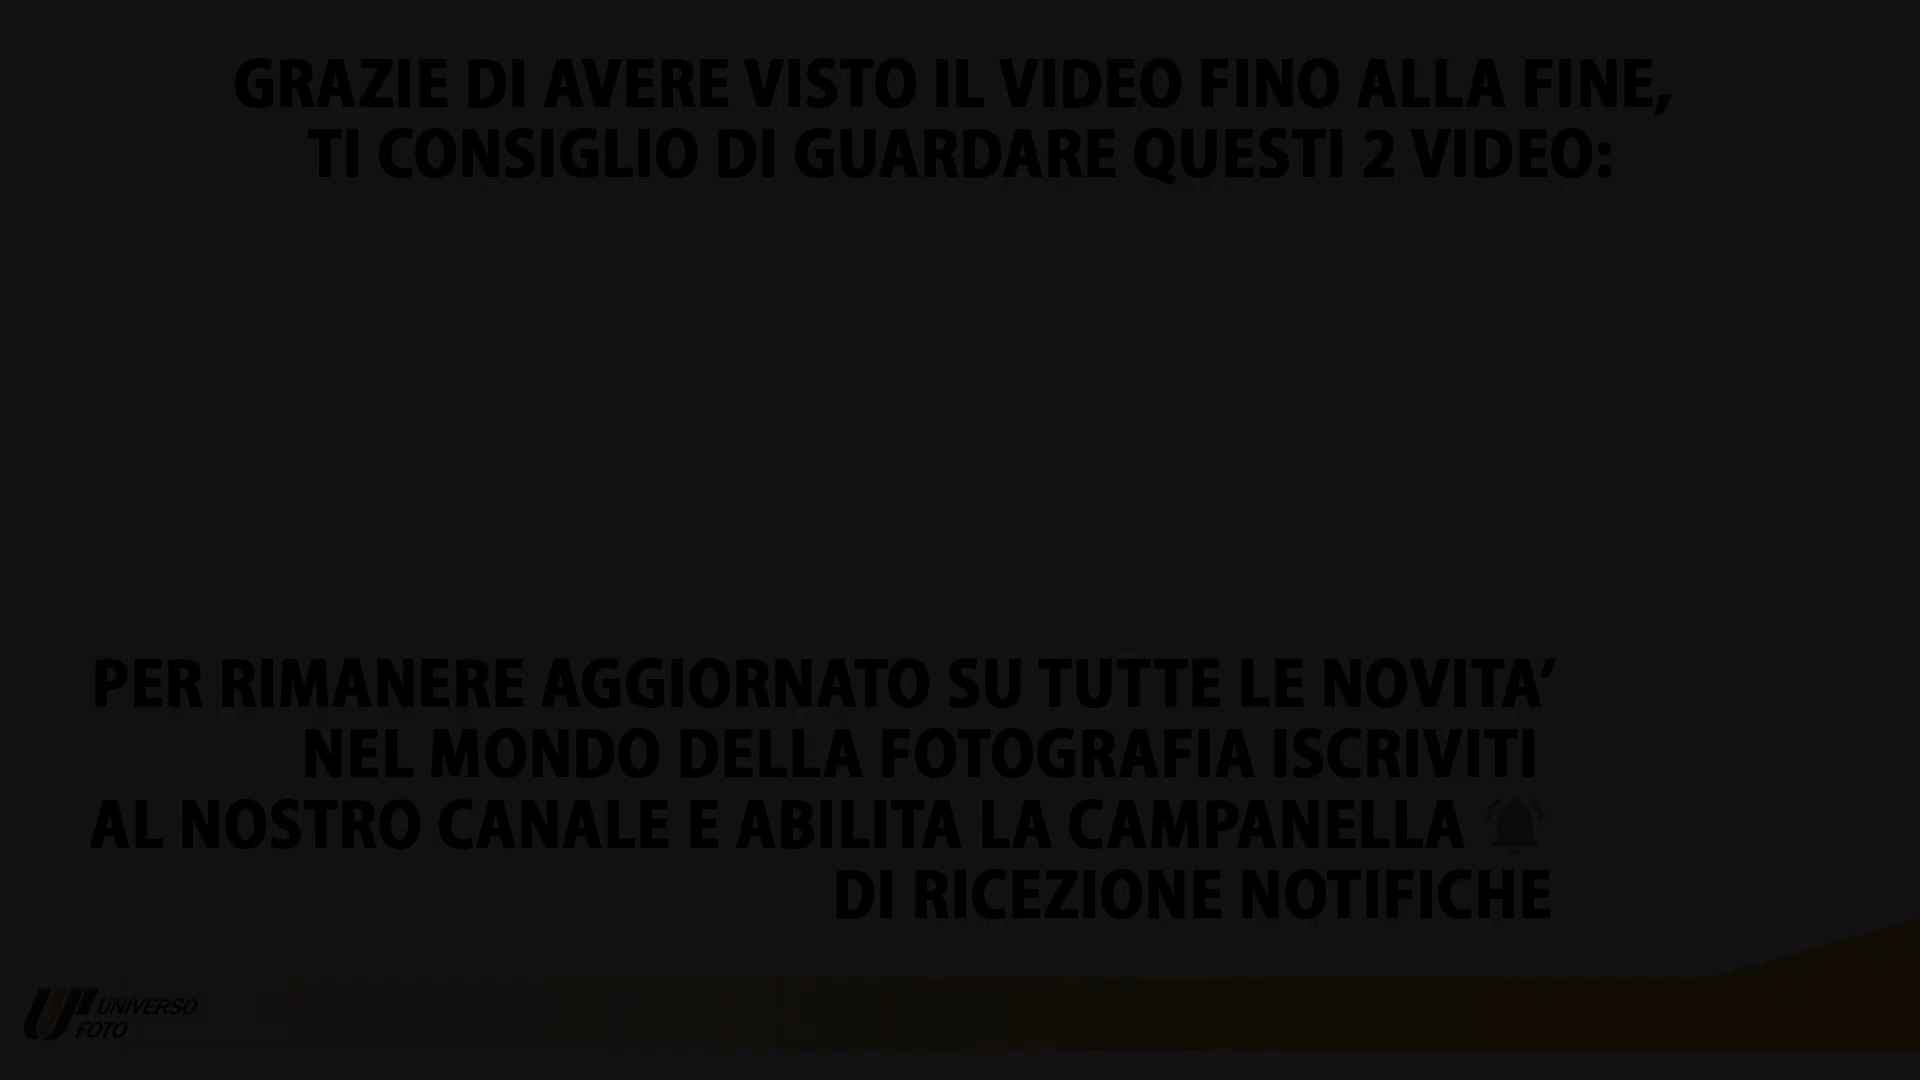 GRAZIE DI AVERE VISTO IL VIDEO FINO ALLA FINE,
TI CONSIGLIO DI GUARDARE QUESTI 2 VIDEO:
PER RIMANERE AGGIORNATO SU TUTTE LE NOVITA’
NEL MONDO DELLA FOTOGRAFIA ISCRIVITI
AL NOSTRO CANALE E ABILITA LA CAMPANELLA
DI RICEZIONE NOTIFICHE
UNIVERSO
FOTO